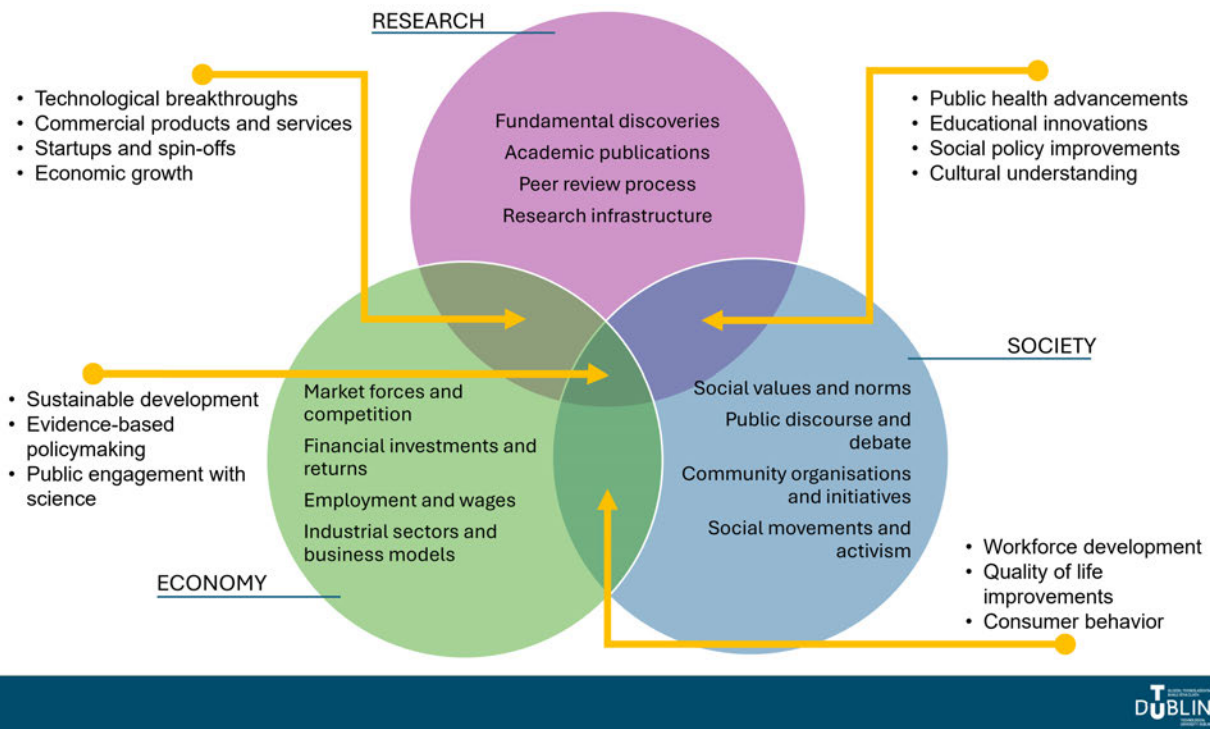 RESEARCH
• Technological breakthroughs
• Commercial products and services
• Startups and spin-offs
• Economic growth
Fundamental discoveries
Academic publications
Peer review process
Research infrastructure
• Public health advancements
• Educational innovations
• Social policy improvements
• Cultural understanding
SOCIETY
• Sustainable development
• Evidence-based
policymaking
• Public engagement with
science
Market forces and
competition
Financial investments and
returns
Employment and wages
Industrial sectors and
business models
Social values and norms
Public discourse and
debate
Community organisations
and initiatives
Social movements and
activism
ECONOMY
• Workforce development
• Quality of life
improvements
• Consumer behavior
TU
DUBLIN